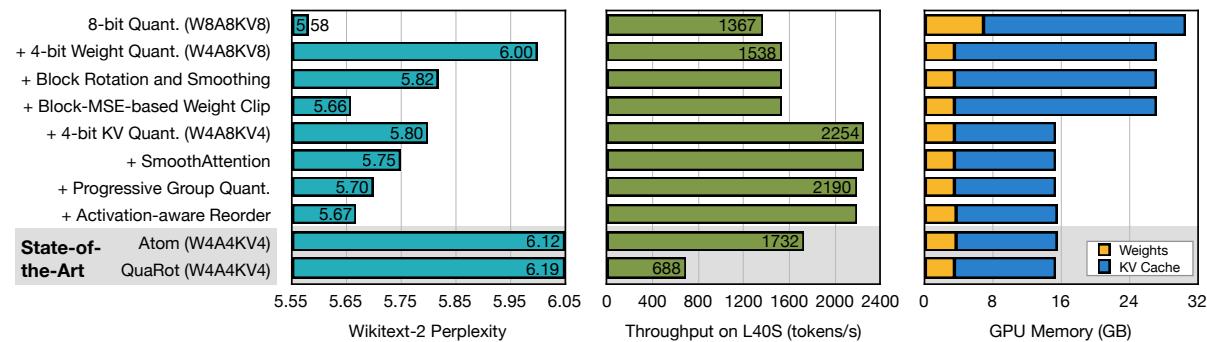 8-bit Quant. (W8A8KV8)
5.58
1367
+ 4-bit Weight Quant. (W4A8KV8)
6.00
1538
+ Block Rotation and Smoothing
5.82
+ Block-MSE-based Weight Clip
5.66
+ 4-bit KV Quant. (W4A8KV4)
5.80
2254
+ SmoothAttention
5.75
+ Progressive Group Quant.
5.70
2190
+ Activation-aware Reorder
5.67
State-of-
the-Art
Atom (W4A4KV4)
6.12
1732
QuaRot (W4A4KV4)
6.19
688
Weights
KV Cache
5.55 5.65 5.75 5.85 5.95 6.05
0 400 800 1200 1600 2000 2400
0 8 16 24 32
Wikitext-2 Perplexity
Throughput on L40S (tokens/s)
GPU Memory (GB)